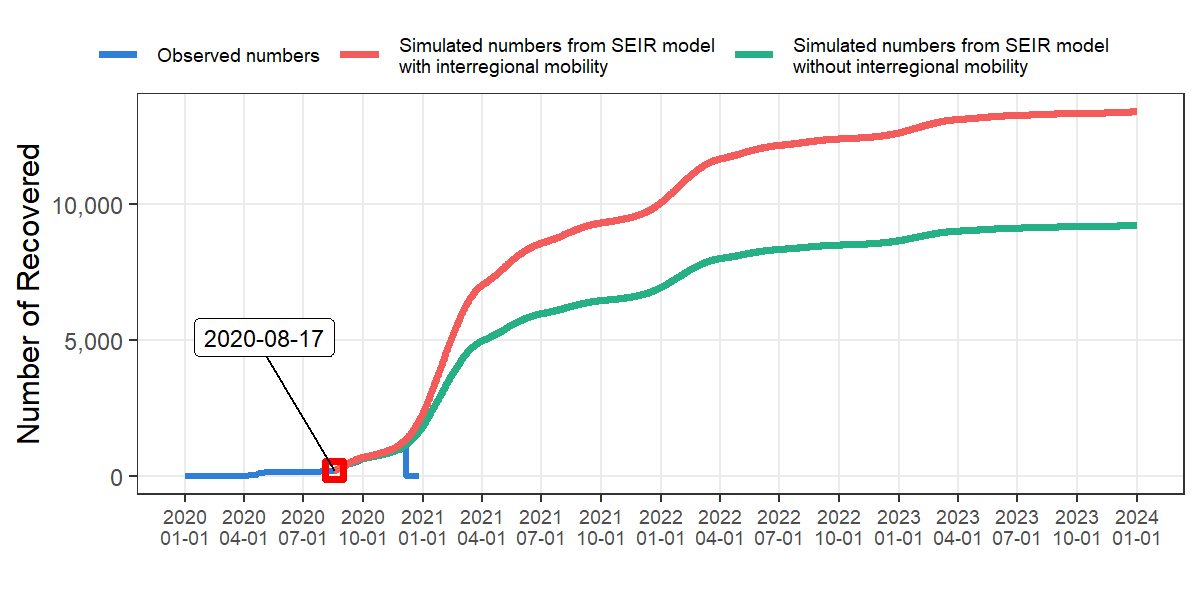 Observed numbers
Simulated numbers from SEIR model
with interregional mobility
Simulated numbers from SEIR model
without interregional mobility
Number of Recovered
10,000
5,000
0
2020-08-17
2020 2020 2020 2020 2021 2021 2021 2021 2022 2022 2022 2022 2023 2023 2023 2023 2024
01-01 04-01 07-01 10-01 01-01 04-01 07-01 10-01 01-01 04-01 07-01 10-01 01-01 04-01 07-01 10-01 01-01